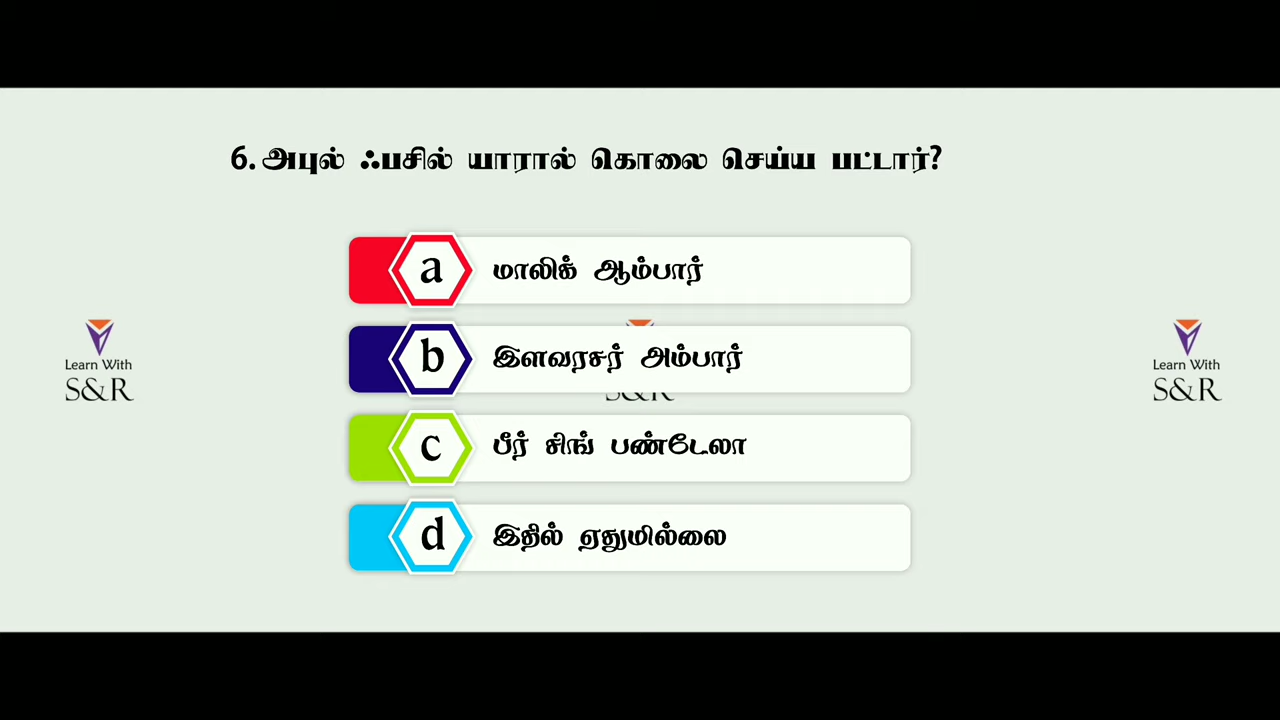 6. அபுல் ஃபசில் யாரால் கொலை செய்ய பட்டார்?
a மாலிக் ஆம்பார்
b இளவரசர் அம்பார்
Learn With
S&R
Learn With
S&R
S&R
c பீர் சிங் பண்டேலா
d இதில் ஏதுமில்லை